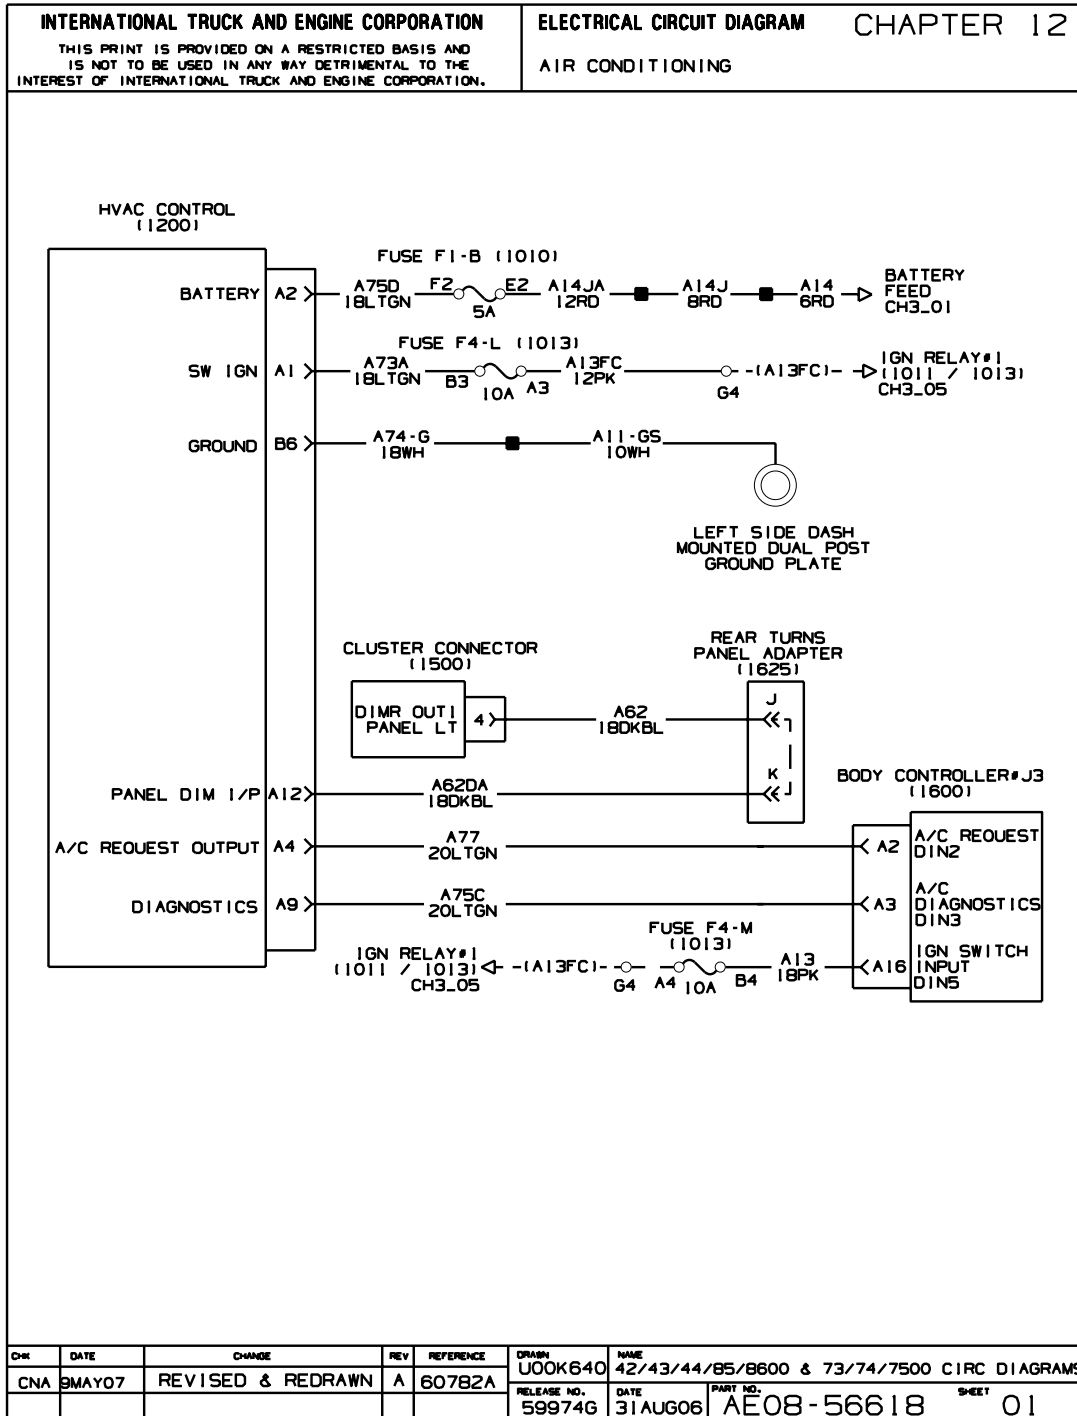 INTERNATIONAL TRUCK AND ENGINE CORPORATION
THIS PRINT IS PROVIDED ON A RESTRICTED BASIS AND
IS NOT TO BE USED IN ANY WAY DETRIMENTAL TO THE
INTEREST OF INTERNATIONAL TRUCK AND ENGINE CORPORATION.
ELECTRICAL CIRCUIT DIAGRAM CHAPTER 12
AIR CONDITIONING
HVAC CONTROL
(1200)
FUSE F1-B (1010)
BATTERY A2 A75D 18LTGN F2 5A E2 A14JA 12RD A14J 8RD A14 6RD
BATTERY
FEED
CH3_01
FUSE F4-L (1013)
SW IGN A1 A73A 18LTGN B3 10A A3 A13FC 12PK G4 -(A13FC)-
IGN RELAY#1
(1011 / 1013)
CH3_05
GROUND B6 A74-G 18WH A11-GS 10WH
LEFT SIDE DASH
MOUNTED DUAL POST
GROUND PLATE
CLUSTER CONNECTOR
(1500)
REAR TURNS
PANEL ADAPTER
(1625)
DIMR OUT1
PANEL LT
4 A62 18DKBL J
K
PANEL DIM I/P A12 A62DA 18DKBL
BODY CONTROLLER#J3
(1600)
A/C REQUEST OUTPUT A4 A77 20LTGN A2
A/C REQUEST
DIN2
DIAGNOSTICS A9 A75C 20LTGN A3
A/C
DIAGNOSTICS
DIN3
FUSE F4-M
(1013)
IGN RELAY#1
(1011 / 1013)
CH3_05
-(A13FC)- G4 A4 10A B4 A13 18PK A16
IGN SWITCH
INPUT
DIN5
CHK DATE CHANGE REV REFERENCE
CNA 9MAY07 REVISED & REDRAWN A 60782A
DRAWN U00K640
NAME 42/43/44/85/8600 & 73/74/7500 CIRC DIAGRAMS
RELEASE NO. 59974G
DATE 31AUG06
PART NO. AE08-56618
SHEET 01